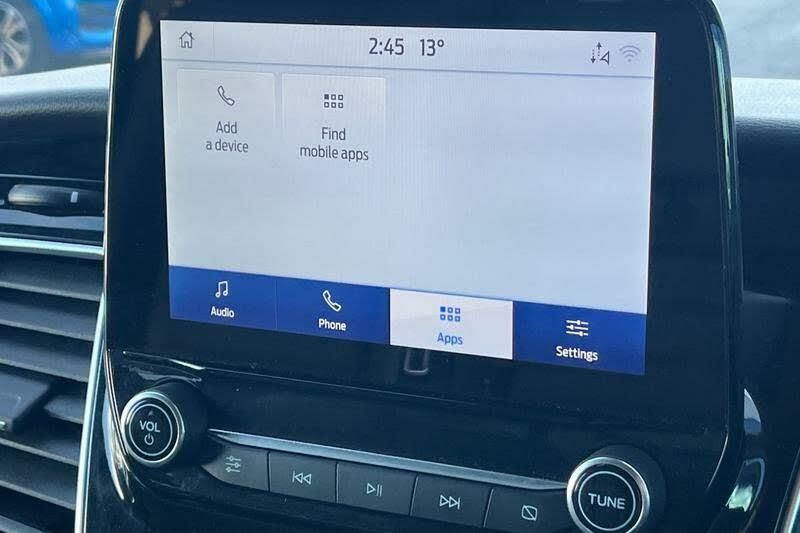 2:45 13°
Add
a device
Find
mobile apps
Audio
Phone
Apps
Settings
VOL
TUNE